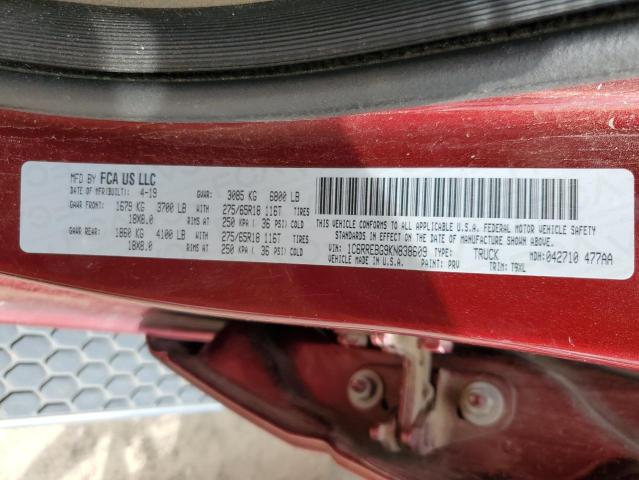 MFD BY FCA US LLC
DATE OF MFR(BUILT): 4-19 GVWR: 3085 KG 6800 LB
GAWR FRONT: 1679 KG 3700 LB WITH 275/65R18 116T TIRES
18X8.0 RIMS AT 250 KPA ( 36 PSI) COLD
GAWR REAR: 1860 KG 4100 LB WITH 275/65R18 116T TIRES
18X8.0 RIMS AT 250 KPA ( 36 PSI) COLD
THIS VEHICLE CONFORMS TO ALL APPLICABLE U.S.A. FEDERAL MOTOR VEHICLE SAFETY
STANDARDS IN EFFECT ON THE DATE OF MANUFACTURE SHOWN ABOVE.
VIN: 1C6RREBG9KN838609 TYPE: TRUCK MDH: 042710 477AA
VEHICLE MADE IN U.S.A. PAINT: PRV TRIM: T9XL